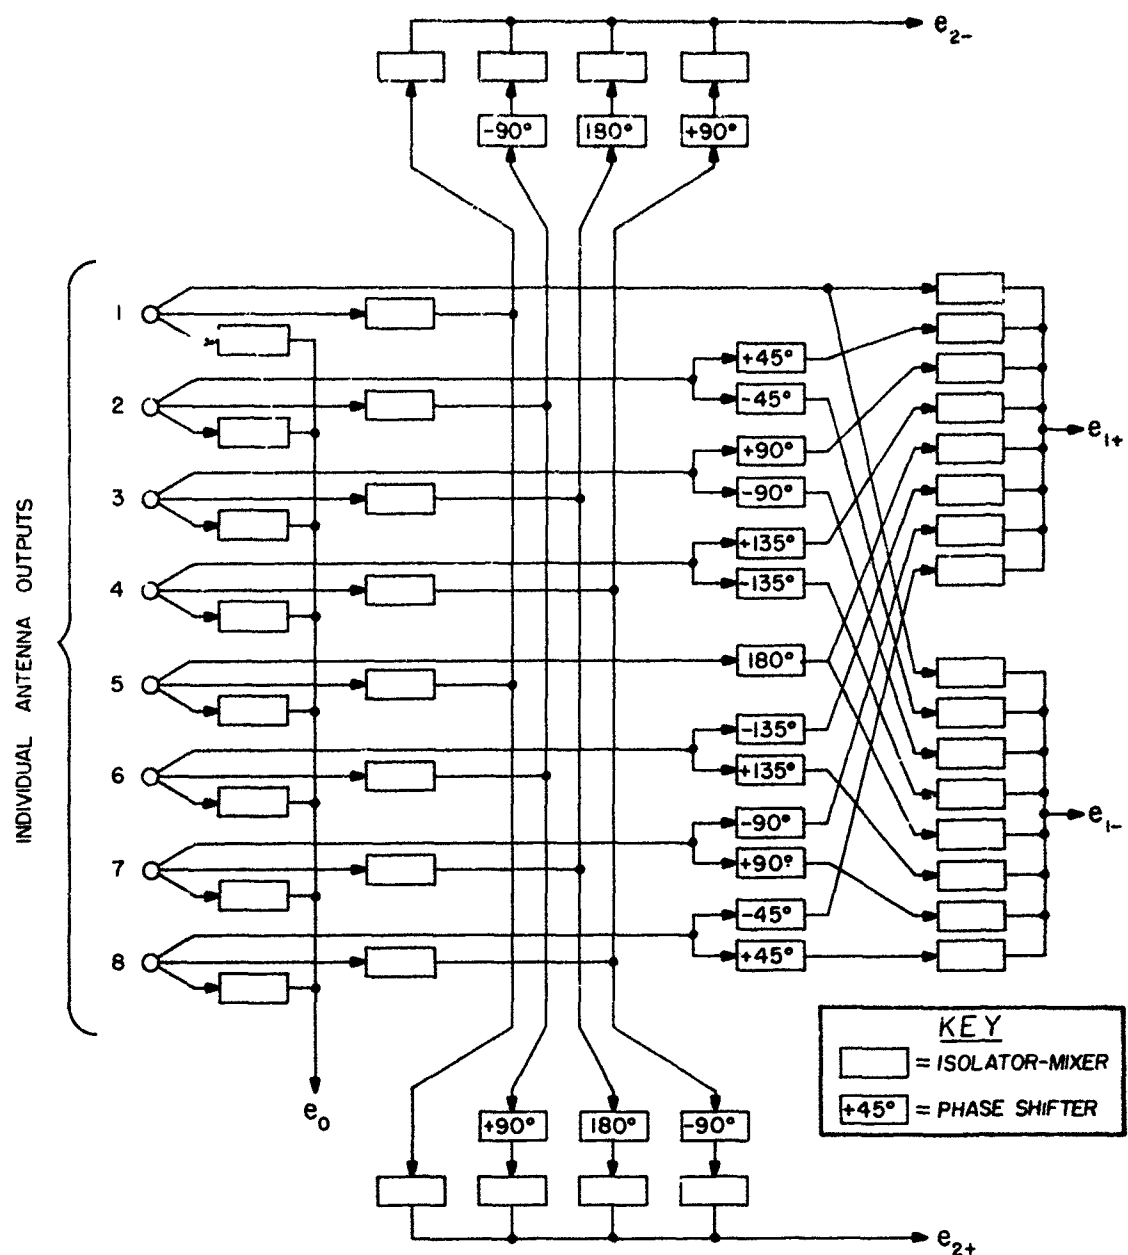 e2-
-90° 180° +90°
INDIVIDUAL ANTENNA OUTPUTS
1
+45°
2
-45°
+90°
e1+
3
-90°
+135°
4
-135°
5
180°
-135°
6
+135°
-90°
e1-
7
+90°
-45°
8
+45°
KEY
= ISOLATOR-MIXER
+45° = PHASE SHIFTER
e0
+90° 180° -90°
e2+